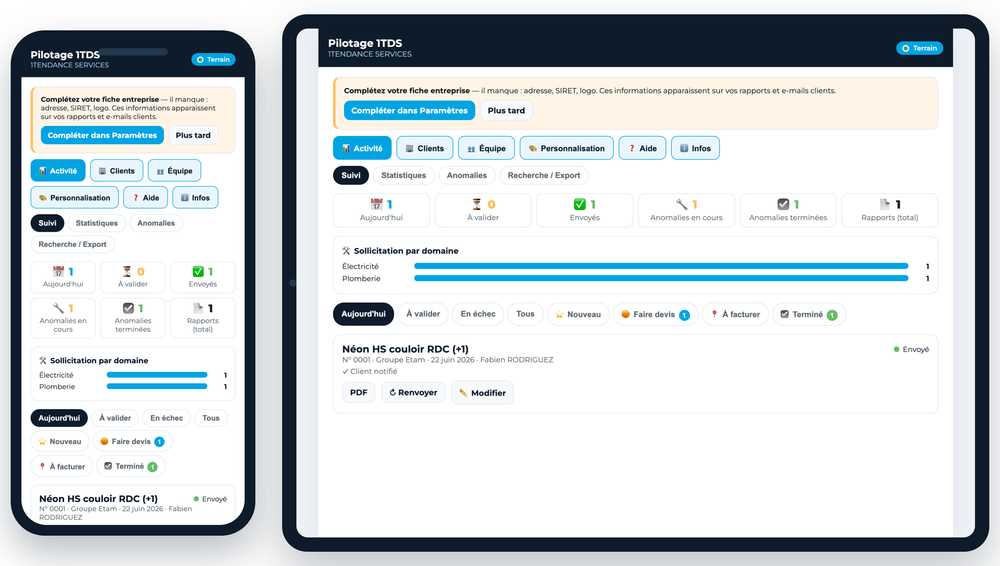 Pilotage 1TDS
1TENDANCE SERVICES
Terrain
Complétez votre fiche entreprise — il manque :
adresse, SIRET, logo. Ces informations apparaissent
sur vos rapports et e-mails clients.
Compléter dans Paramètres
Plus tard
Activité
Clients
Équipe
Personnalisation
Aide
Infos
Suivi
Statistiques
Anomalies
Recherche / Export
17 1
Aujourd'hui
0
À valider
1
Envoyés
1
Anomalies en
cours
1
Anomalies
terminées
1
Rapports
(total)
Sollicitation par domaine
Électricité 1
Plomberie 1
Aujourd'hui
À valider
En échec
Tous
Nouveau
Faire devis 1
À facturer
Terminé 1
Néon HS couloir RDC (+1)
Envoyé
N° 0001 · Groupe Etam · 22 juin 2026 · Fabien
RODRIGUEZ
Pilotage 1TDS
1TENDANCE SERVICES
Terrain
Complétez votre fiche entreprise — il manque : adresse, SIRET, logo. Ces informations apparaissent sur vos rapports et e-mails clients.
Compléter dans Paramètres
Plus tard
Activité
Clients
Équipe
Personnalisation
Aide
Infos
Suivi
Statistiques
Anomalies
Recherche / Export
17 1
Aujourd'hui
0
À valider
1
Envoyés
1
Anomalies en cours
1
Anomalies terminées
1
Rapports (total)
Sollicitation par domaine
Électricité 1
Plomberie 1
Aujourd'hui
À valider
En échec
Tous
Nouveau
Faire devis 1
À facturer
Terminé 1
Néon HS couloir RDC (+1)
Envoyé
N° 0001 · Groupe Etam · 22 juin 2026 · Fabien RODRIGUEZ
✓ Client notifié
PDF
↻ Renvoyer
Modifier